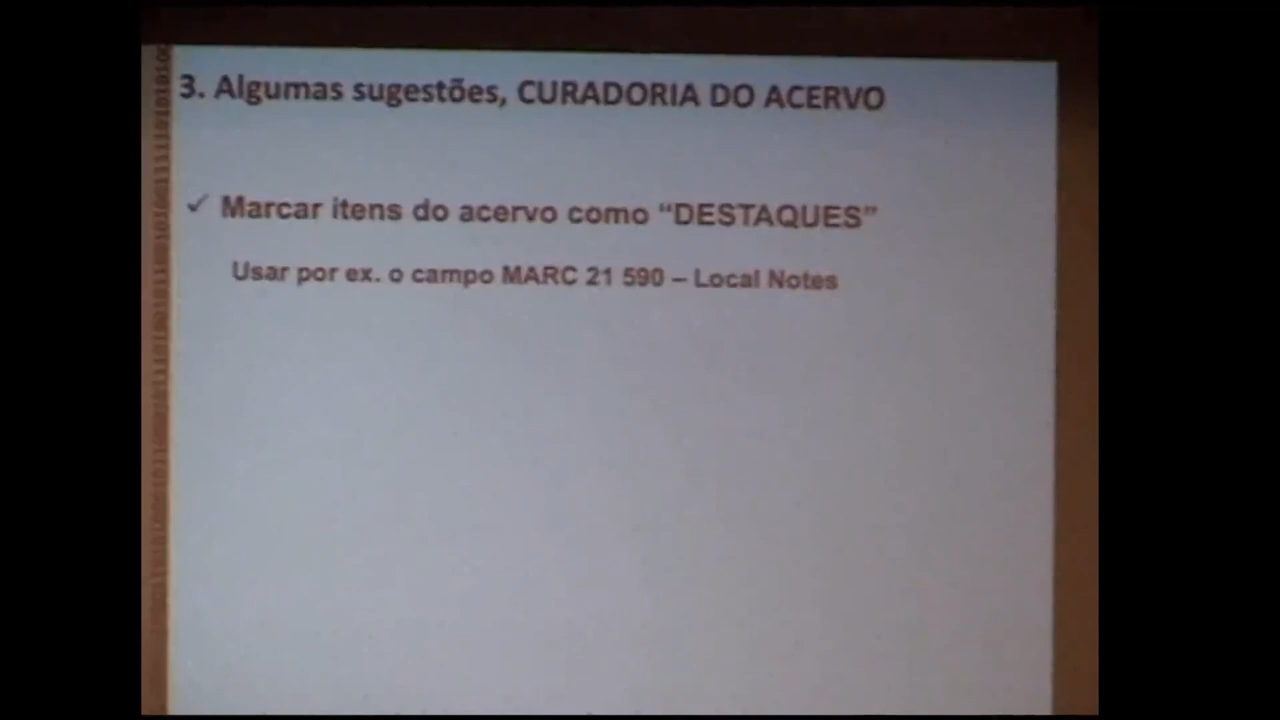 3. Algumas sugestões, CURADORIA DO ACERVO
✓ Marcar itens do acervo como “DESTAQUES”
Usar por ex. o campo MARC 21 590 – Local Notes